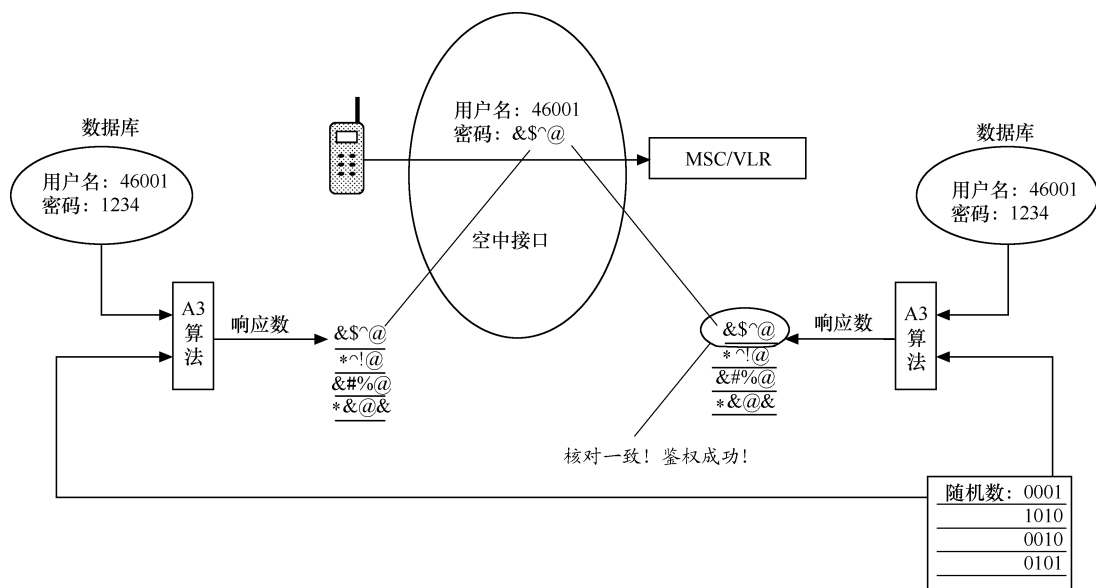 用户名：46001
密码：&$^@
MSC/VLR
空中接口
数据库
用户名：46001
密码：1234
A3
算
法
响应数
&$^@
*^!@
&#%@
*&@&
数据库
用户名：46001
密码：1234
A3
算
法
响应数
&$^@
*^!@
&#%@
*&@&
核对一致！鉴权成功！
随机数：0001
1010
0010
0101